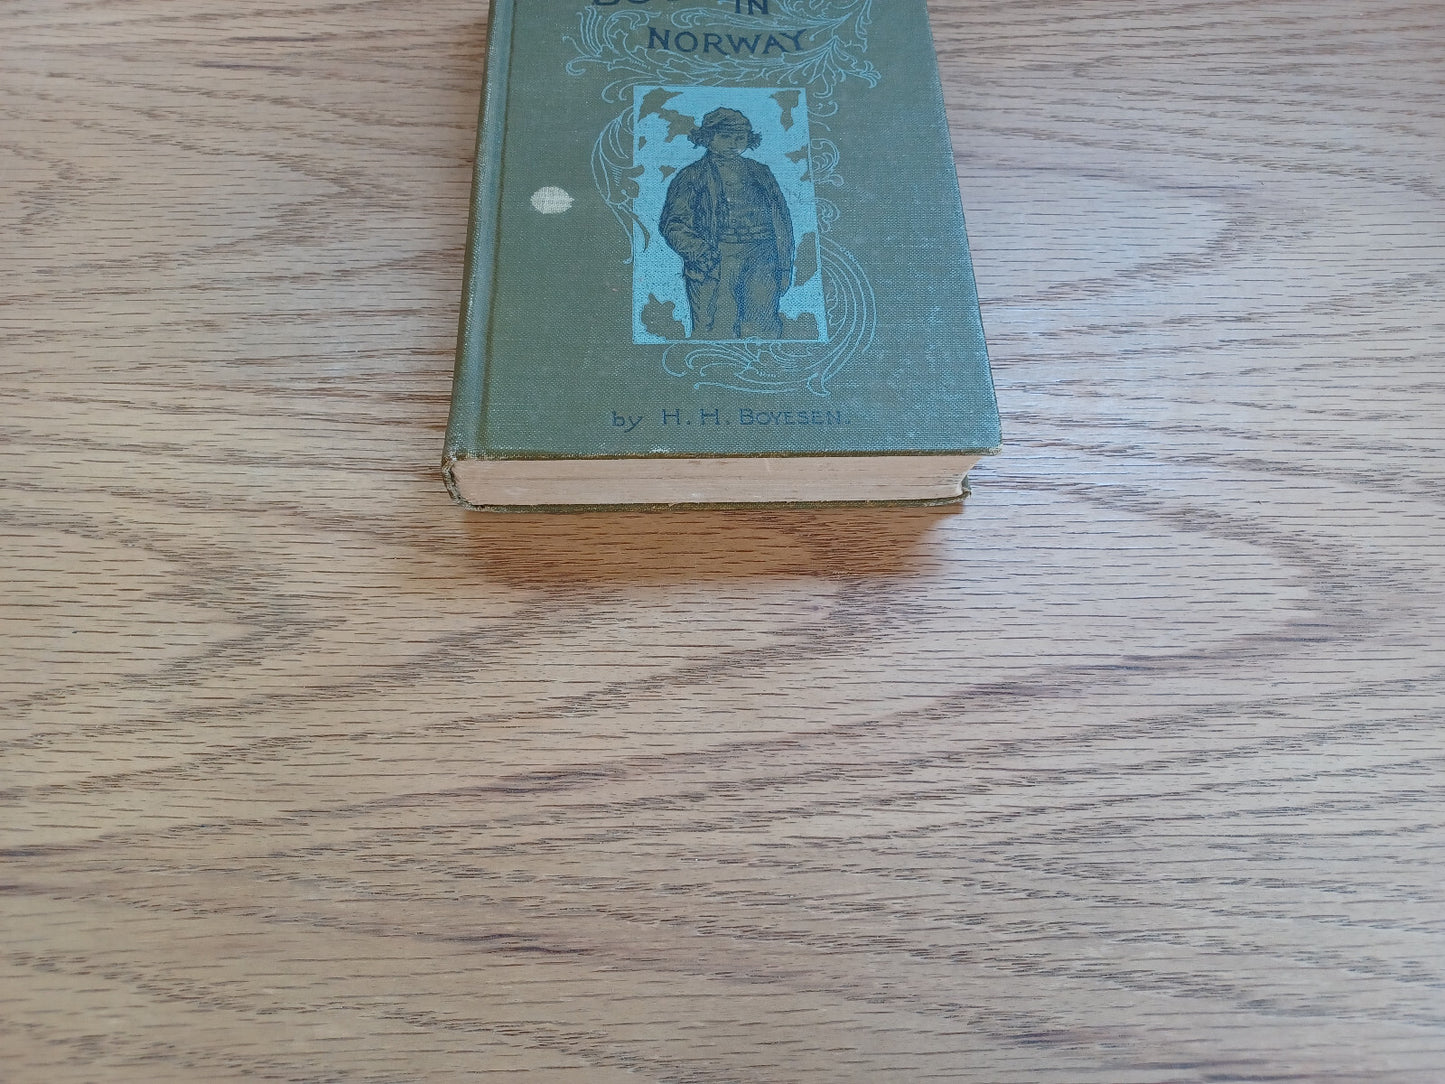 IN
NORWAY
by H. H. BOYESEN.